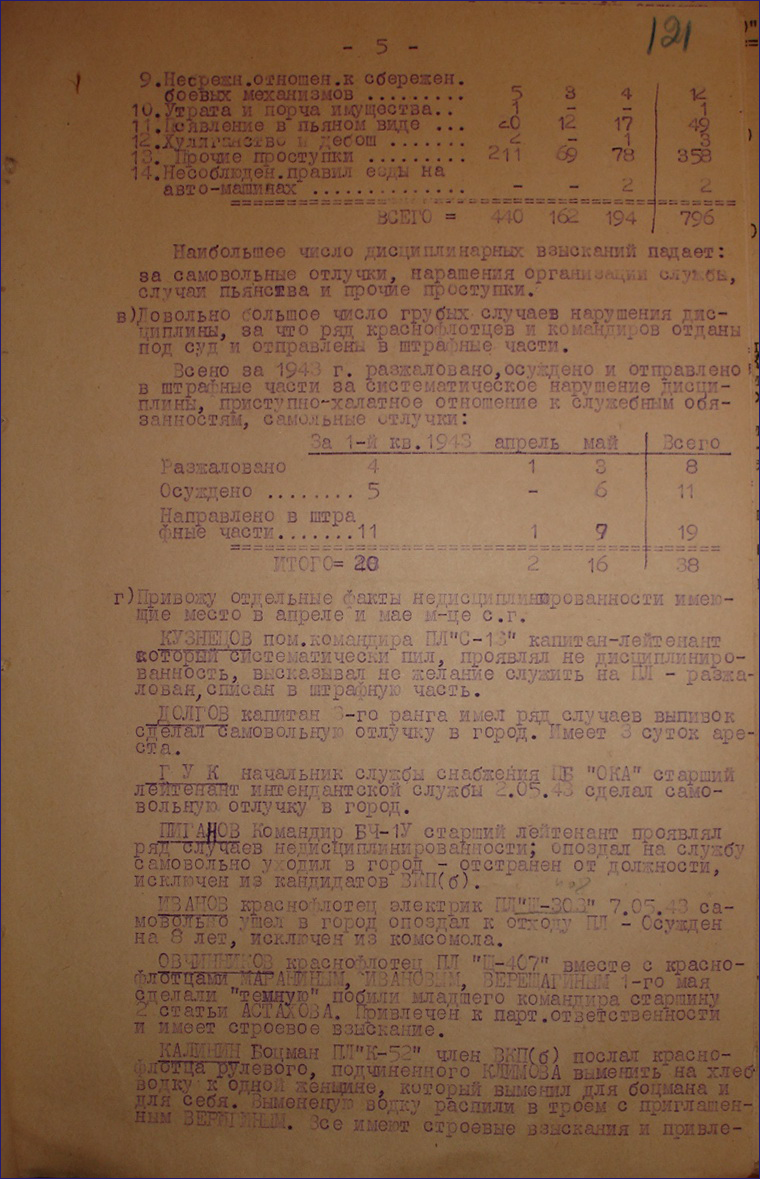 121
- 5 -
9.Небрежн.отношен.к сбережен.
боевых механизмов ......... 5 3 4 12
10.Утрата и порча имущества.. 1 - - 1
11.Появление в пьяном виде ... 20 12 17 49
12.Хулиганство и дебош ....... 2 - 1 3
13. Прочие проступки ......... 211 69 78 358
14.Несоблюден.правил езды на
авто-машинах .............. - - 2 2
ВСЕГО = 440 162 194 796
Наибольшее число дисциплинарных взысканий падает:
за самовольные отлучки, нарашения организации службы,
случаи пьянства и прочие проступки.
в)Довольно большое число грубых случаев нарушения дис-
циплины, за что ряд краснофлотцев и командиров отданы
под суд и отправлены в штрафные части.
Всено за 1943 г. разжаловано,осуждено и отправлено
в штрафные части за систематическое нарушение дисци-
плины, приступно-халатное отношение к служебным обя-
занностям, самольные отлучки:
За 1-й кв.1943 апрель май Всего
Разжаловано 4 1 3 8
Осуждено ........ 5 - 6 11
Направлено в штра
фные части.......11 1 7 19
ИТОГО= 20 2 16 38
г)Привожу отдельные факты недисциплинированности имею-
щие место в апреле и мае м-це с.г.
КУЗНЕЦОВ пом.командира ПЛ"С-13" капитан-лейтенант
который систематически пил, проявлял не дисциплиниро-
ванность, высказывал не желание служить на ПЛ - разжа-
лован,списан в штрафную часть.
ДОЛГОВ капитан 3-го ранга имел ряд случаев выпивок
сделал самовольную отлучку в город. Имеет 3 суток аре-
ста.
Г У К начальник службы снабжения ПБ "ОКА" старший
лейтенант интендантской службы 2.05.43 сделал само-
вольную отлучку в город.
ПИГАНОВ Командир БЧ-1У старший лейтенант проявлял
ряд случаев недисциплинированности; опоздал на службу
самовольно уходил в город - отстранен от должности,
исключен из кандидатов ВКП(б).
ИВАНОВ краснофлотец электрик ПЛ"Щ-303" 7.05.43 са-
мовольно ушел в город опоздал к отходу ПЛ - Осужден
на 8 лет, исключен из комсомола.
ОВЧИННИКОВ краснофлотец ПЛ "Щ-407" вместе с красно-
флотцами ИВАНОВЫМ, ВЕРЕЩАГИНЫМ 1-го мая
сделали "темную" побили младшего командира старшину
2 статьи АСТАХОВА. Привлечен к парт.ответственности
и имеет строевое взыскание.
КАЛИНИН Боцман ПЛ"К-52" член ВКП(б) послал красно-
флотца рулевого, подчиненного КЛИМОВА выменить на хлеб
водку к одной женщине, который выменил для боцмана и
для себя. Вымененую водку распили в троем с приглашен-
ным Все имеют строевые взыскания и привле-